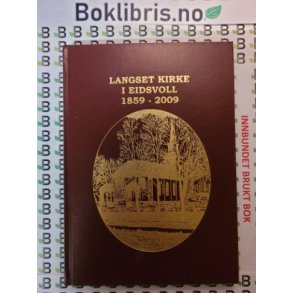 Boklibris.no
LANGSET KIRKE
I EIDSVOLL
1859 - 2009
INNBUNDET BRUKT BOK